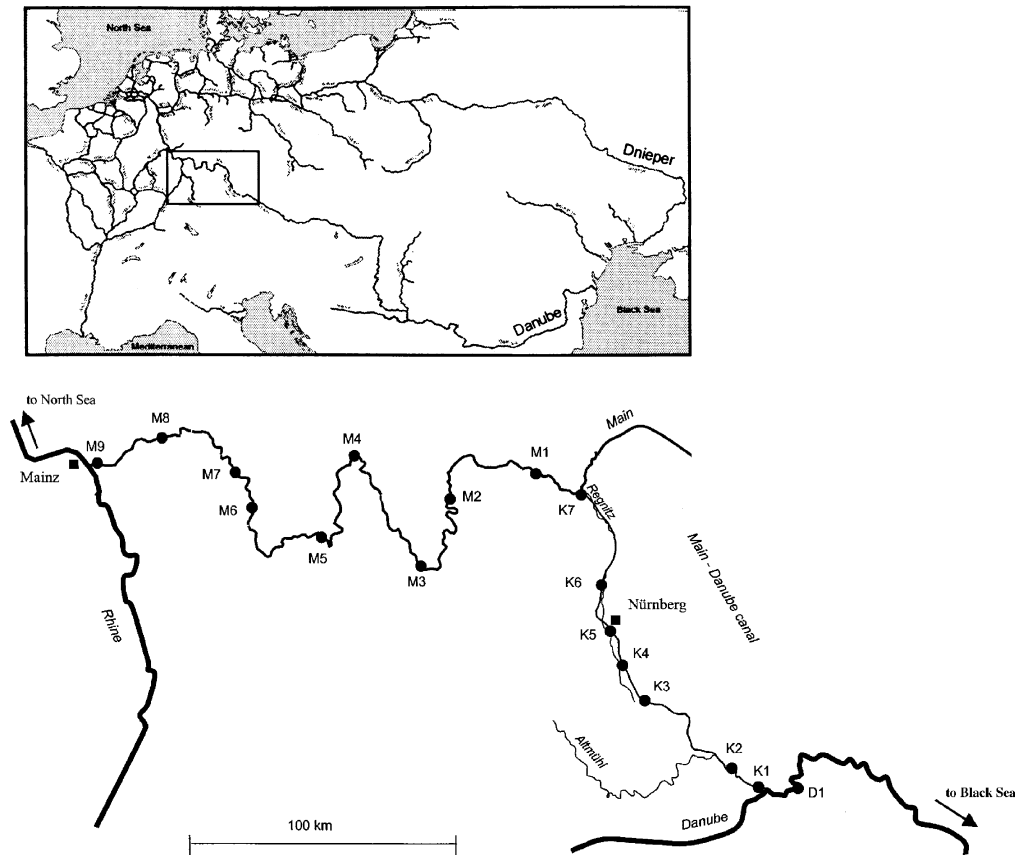 North Sea
Dnieper
Danube
Black Sea
Mediterranean
to North Sea
Main
M8
M4
M9
M1
Mainz
M7
M2
K7
Regnitz
M6
M5
M3
Main - Danube canal
K6
Nürnberg
Rhine
K5
K4
K3
Altmühl
K2
K1
to Black Sea
D1
Danube
100 km